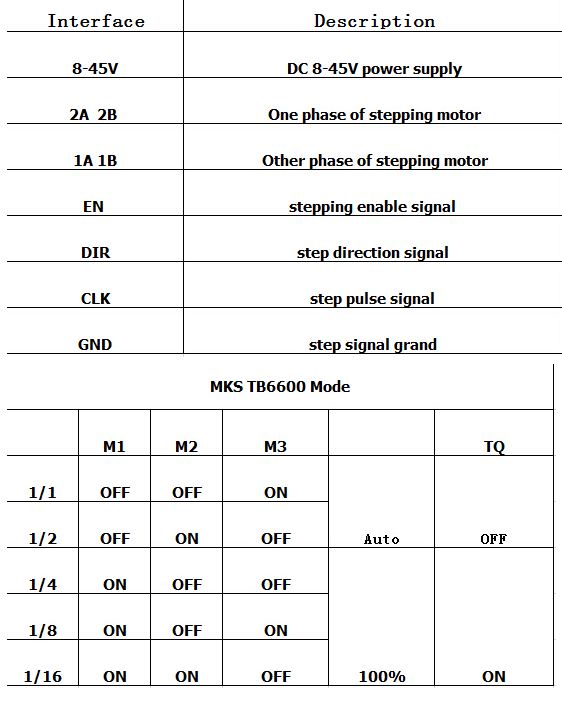 Interface Description
8-45V DC 8-45V power supply
2A 2B One phase of stepping motor
1A 1B Other phase of stepping motor
EN stepping enable signal
DIR step direction signal
CLK step pulse signal
GND step signal grand
MKS TB6600 Mode
M1 M2 M3 TQ
1/1 OFF OFF ON
1/2 OFF ON OFF Auto OFF
1/4 ON OFF OFF
1/8 ON OFF ON
1/16 ON ON OFF 100% ON